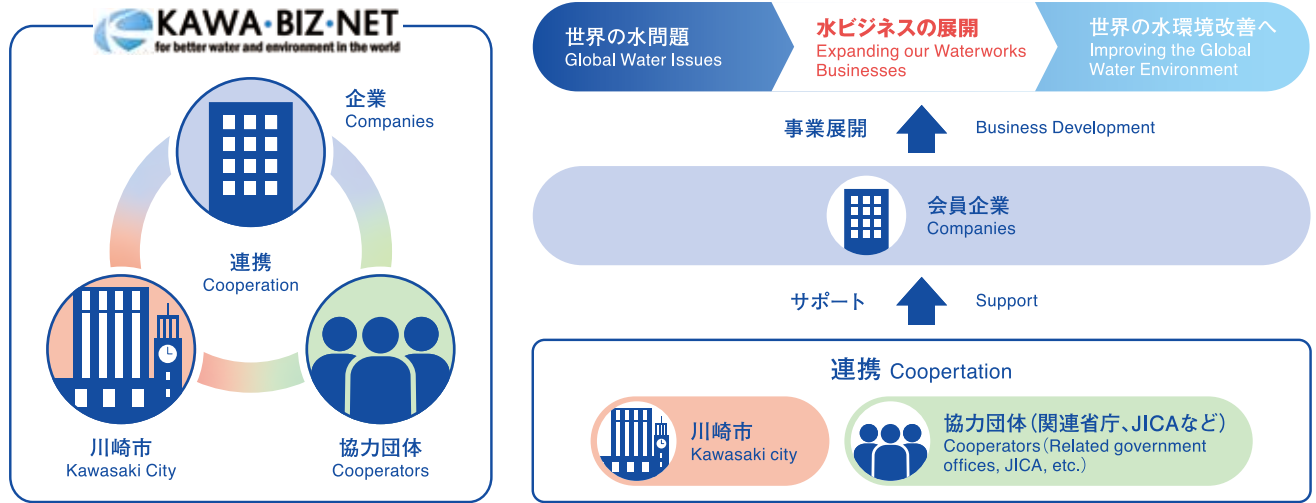 KAWA・BIZ・NET
for better water and environment in the world
企業
Companies
連携
Cooperation
川崎市
Kawasaki City
協力団体
Cooperators
世界の水問題
Global Water Issues
水ビジネスの展開
Expanding our Waterworks
Businesses
世界の水環境改善へ
Improving the Global
Water Environment
事業展開
Business Development
会員企業
Companies
サポート
Support
連携 Coopertation
川崎市
Kawasaki city
協力団体（関連省庁、JICAなど）
Cooperators（Related government
offices, JICA, etc.）